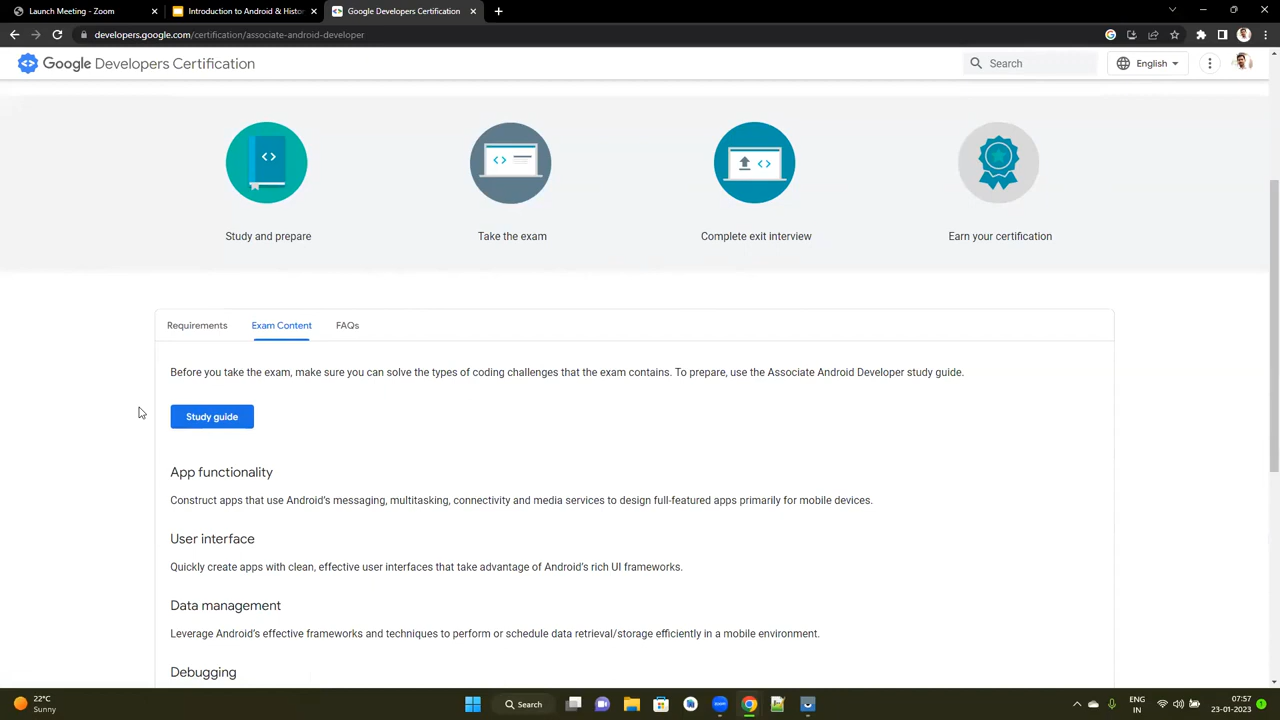 Launch Meeting - Zoom
Introduction to Android & Histo
Google Developers Certification
developers.google.com/certification/associate-android-developer
Google Developers Certification
Search
English
Study and prepare
Take the exam
Complete exit interview
Earn your certification
Requirements
Exam Content
FAQs
Before you take the exam, make sure you can solve the types of coding challenges that the exam contains. To prepare, use the Associate Android Developer study guide.
Study guide
App functionality
Construct apps that use Android's messaging, multitasking, connectivity and media services to design full-featured apps primarily for mobile devices.
User interface
Quickly create apps with clean, effective user interfaces that take advantage of Android's rich UI frameworks.
Data management
Leverage Android's effective frameworks and techniques to perform or schedule data retrieval/storage efficiently in a mobile environment.
Debugging
22°C
Sunny
Search
ENG
IN
07:57
23-01-2023